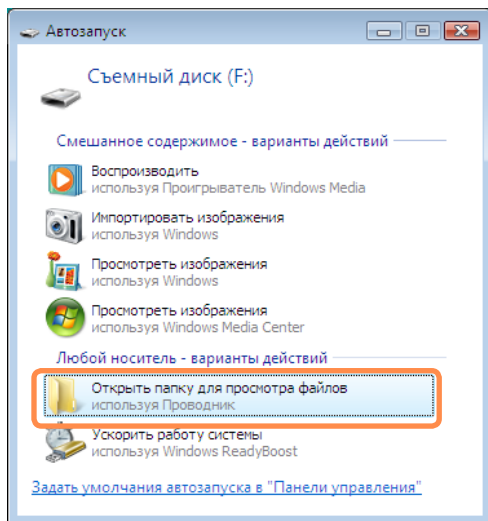 Автозапуск
Съемный диск (F:)
Смешанное содержимое - варианты действий
Воспроизводить
используя Проигрыватель Windows Media
Импортировать изображения
используя Windows
Просмотреть изображения
используя Windows
Просмотреть изображения
используя Windows Media Center
Любой носитель - варианты действий
Открыть папку для просмотра файлов
используя Проводник
Ускорить работу системы
используя Windows ReadyBoost
Задать умолчания автозапуска в "Панели управления"